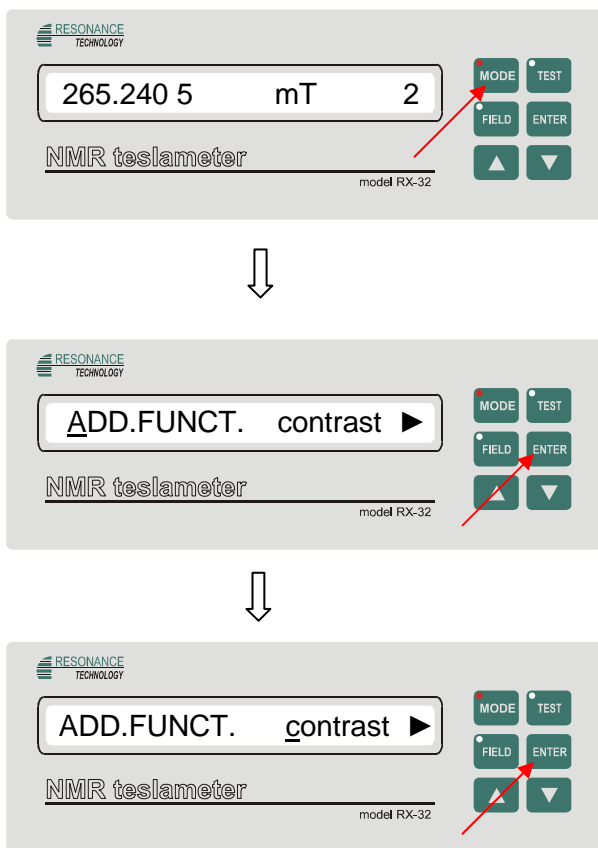 RESONANCE
TECHNOLOGY
265.240 5 mT 2
MODE TEST
FIELD ENTER
▲ ▼
NMR teslameter
model RX-32
RESONANCE
TECHNOLOGY
ADD.FUNCT. contrast ►
MODE TEST
FIELD ENTER
▲ ▼
NMR teslameter
model RX-32
RESONANCE
TECHNOLOGY
ADD.FUNCT. contrast ►
MODE TEST
FIELD ENTER
▲ ▼
NMR teslameter
model RX-32